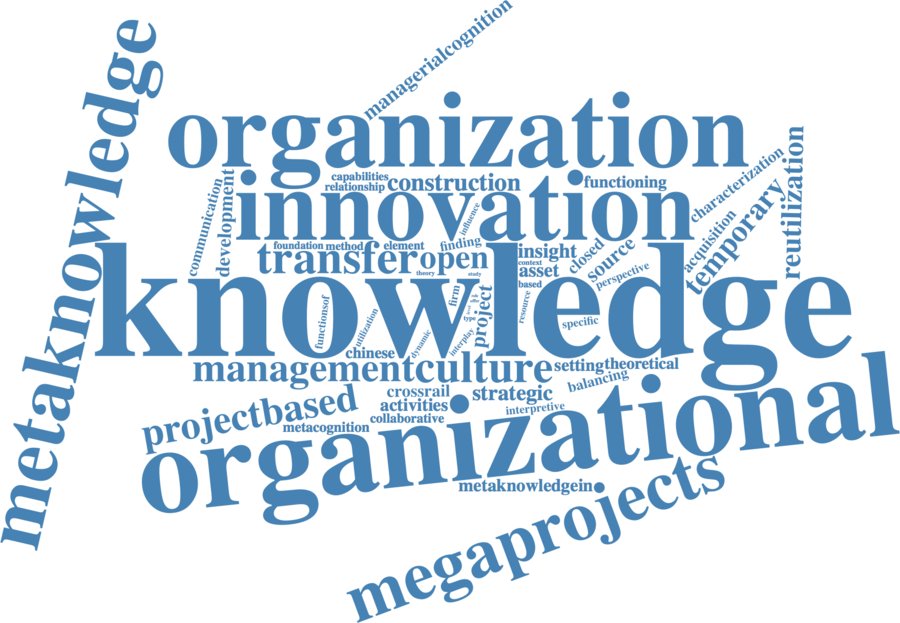 managerialcognition
metaknowledge
organization
capabilities
relationship
construction
functioning
characterization
reutilization
communication
development
innovation
influence
acquisition
temporary
foundation
method
element
finding
transfer
open
insight
closed
source
context
asset
perspective
theory
study
based
knowledge
functionsof
utilization
firm
project
resource
type
specific
dynamic
interplay
chinese
management
culture
setting
theoretical
balancing
crossrail
strategic
activities
interpretive
projectbased
collaborative
metacognition
organizational
metaknowledgein
megaprojects